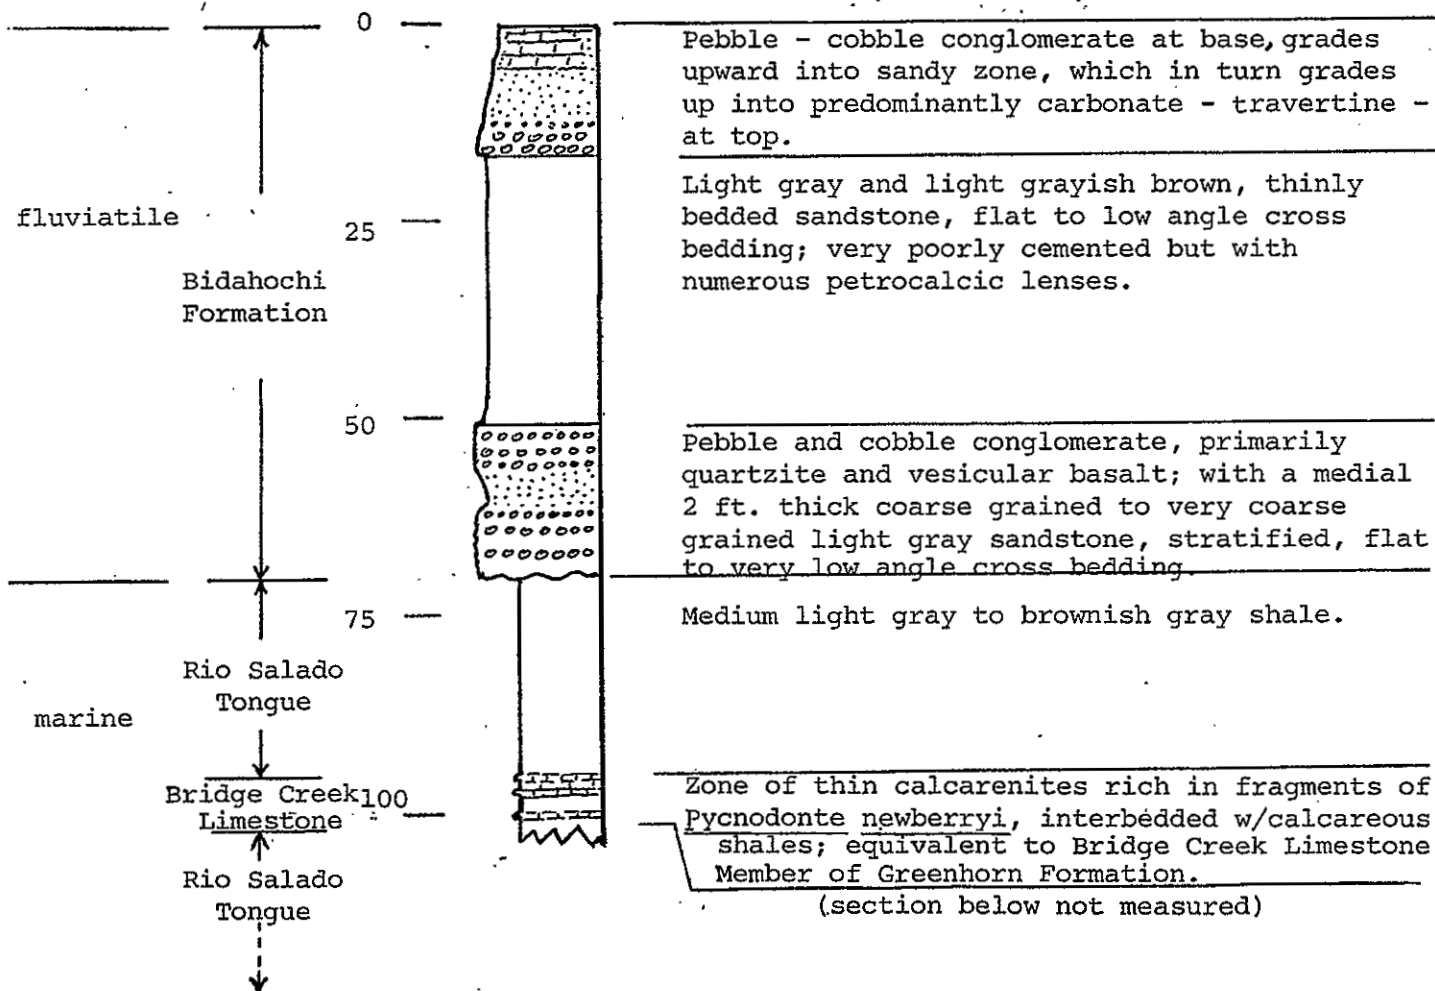 0
Pebble - cobble conglomerate at base, grades
upward into sandy zone, which in turn grades
up into predominantly carbonate - travertine -
at top.
Light gray and light grayish brown, thinly
bedded sandstone, flat to low angle cross
bedding; very poorly cemented but with
numerous petrocalcic lenses.
fluviatile
25
Bidahochi
Formation
50
Pebble and cobble conglomerate, primarily
quartzite and vesicular basalt; with a medial
2 ft. thick coarse grained to very coarse
grained light gray sandstone, stratified, flat
to very low angle cross bedding.
75
Medium light gray to brownish gray shale.
Rio Salado
Tongue
marine
Bridge Creek
Limestone
100
Zone of thin calcarenites rich in fragments of
Pycnodonte newberryi, interbedded w/calcareous
shales; equivalent to Bridge Creek Limestone
Member of Greenhorn Formation.
(section below not measured)
Rio Salado
Tongue